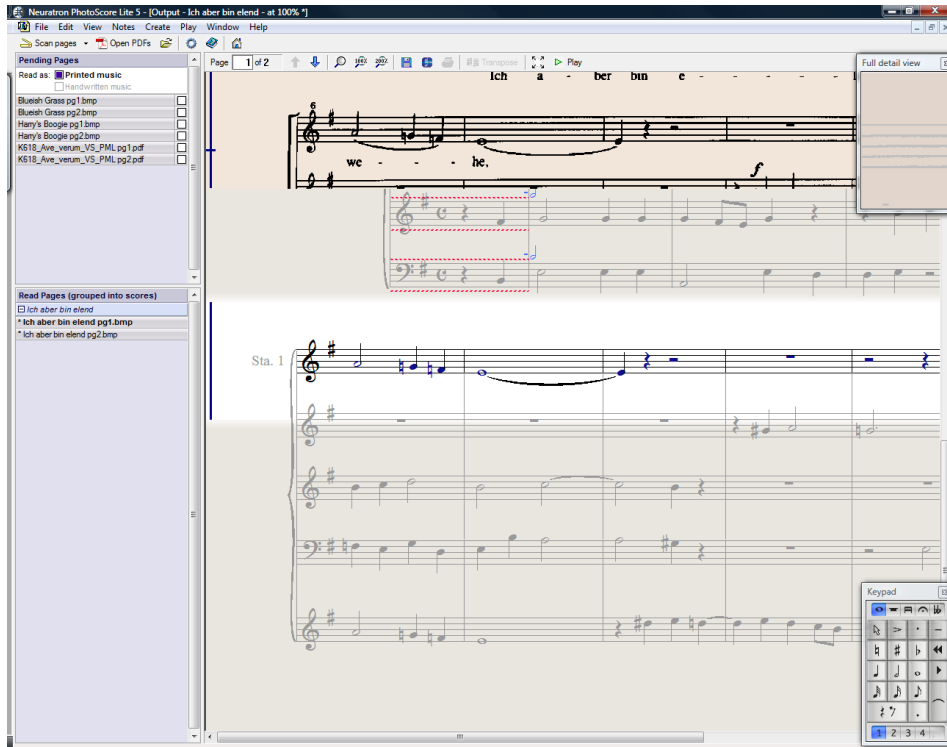 Neuratron PhotoScore Lite 5 - [Output - Ich aber bin elend - at 100% *]
File Edit View Notes Create Play Window Help
Scan pages Open PDFs
Pending Pages
Read as: Printed music
Handwritten music
Blueish Grass pg1.bmp
Blueish Grass pg2.bmp
Harry's Boogie pg1.bmp
Harry's Boogie pg2.bmp
K618_Ave_verum_VS_PML pg1.pdf
K618_Ave_verum_VS_PML pg2.pdf
Read Pages (grouped into scores)
Ich aber bin elend
* Ich aber bin elend pg1.bmp
* Ich aber bin elend pg2.bmp
Page 1 of 2 100% 200% Transpose Play
Full detail view
Ich a - ber bin e - - - -
6
we - - - he,
f
Sta. 1
Keypad
1 2 3 4